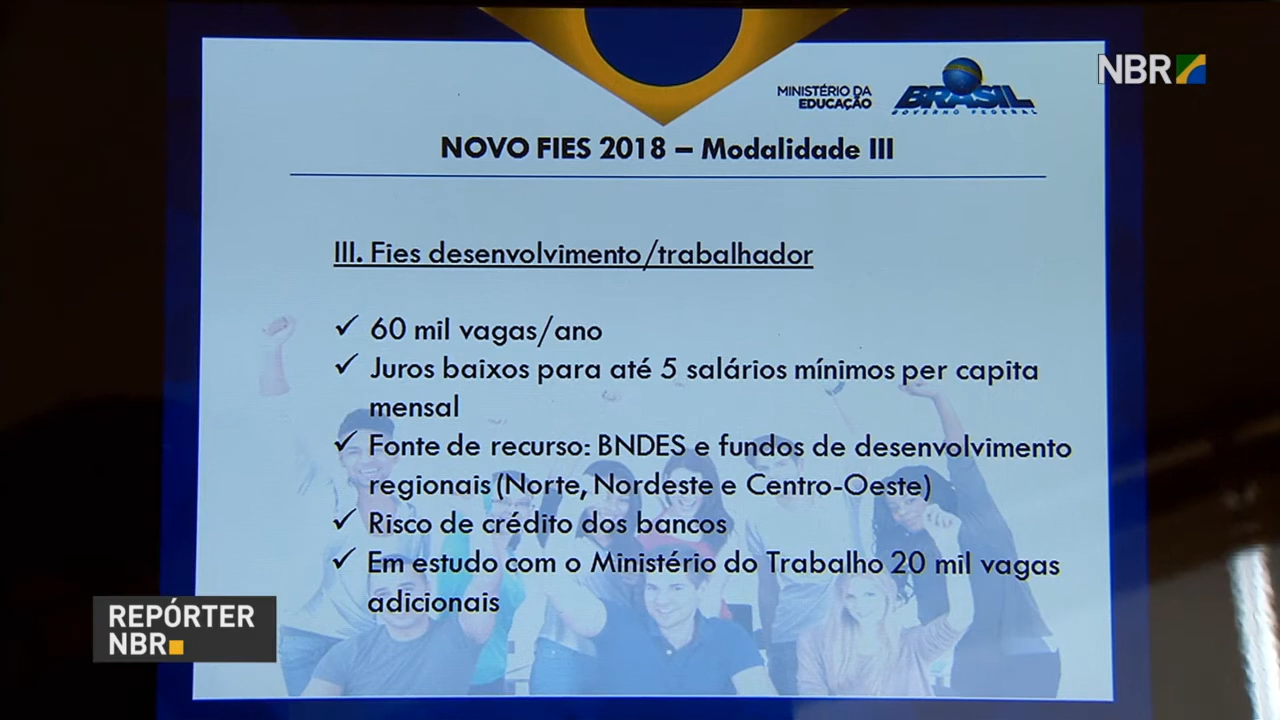 NBR
MINISTÉRIO DA
EDUCAÇÃO
BRASIL
GOVERNO FEDERAL
NOVO FIES 2018 – Modalidade III
III. Fies desenvolvimento/trabalhador
✓ 60 mil vagas/ano
✓ Juros baixos para até 5 salários mínimos per capita
mensal
✓ Fonte de recurso: BNDES e fundos de desenvolvimento
regionais (Norte, Nordeste e Centro-Oeste)
✓ Risco de crédito dos bancos
✓ Em estudo com o Ministério do Trabalho 20 mil vagas
adicionais
REPÓRTER
NBR